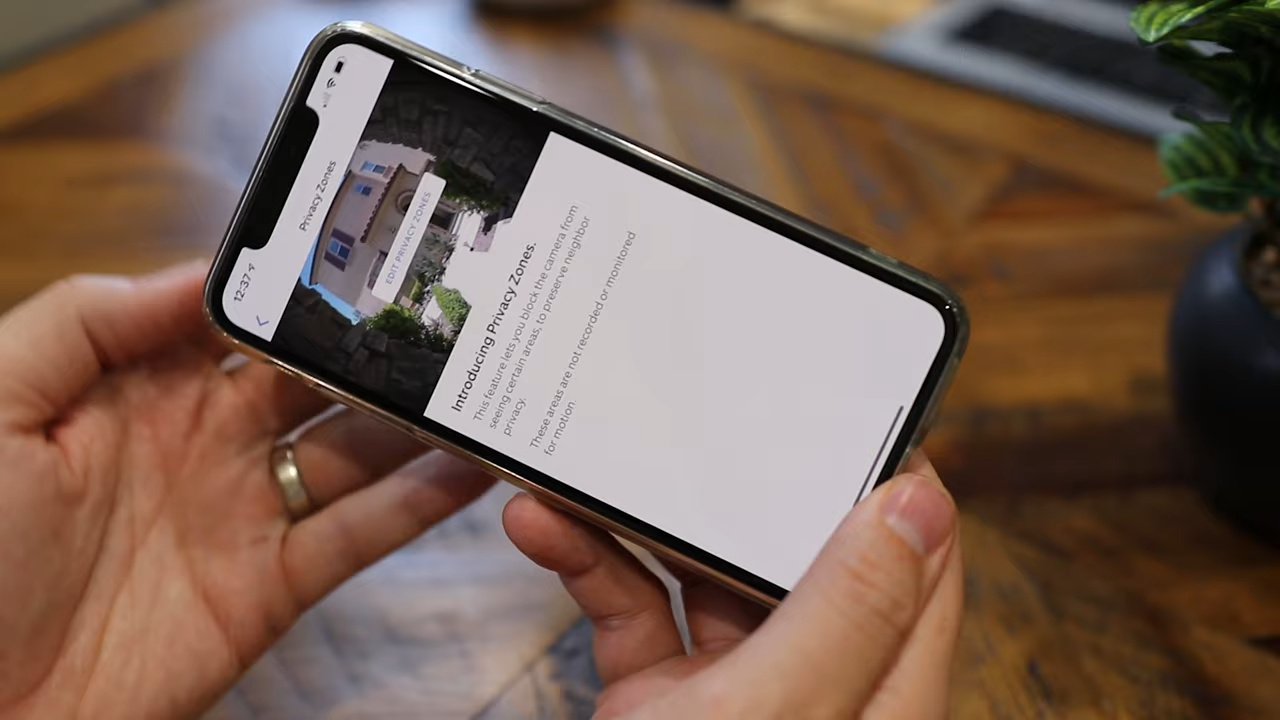 12:37
Privacy Zones
EDIT PRIVACY ZONES
Introducing Privacy Zones.
This feature lets you block the camera from
seeing certain areas, to preserve neighbor
privacy.
These areas are not recorded or monitored
for motion.